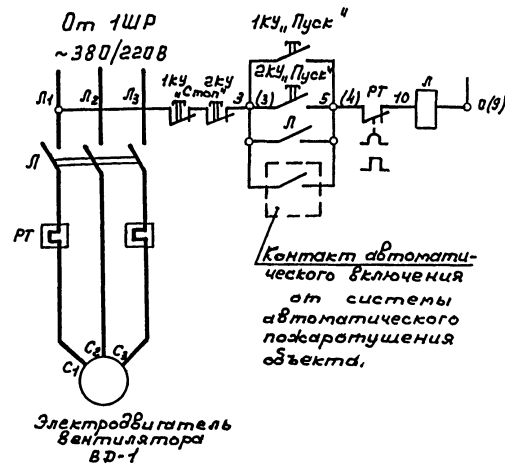 От 1ШР
~380/220В
Л1 Л2 Л3
1КУ 2КУ
„Стоп"
1КУ „Пуск"
2КУ „Пуск"
3 (3) 5 (4) РТ 10 Л 0(9)
Л
Л
РТ
Контакт автомати-
ческого включения
от системы
автоматического
пожаротушения
объекта.
С1 С2 С3
Электродвигатель
вентилятора
ВД-1